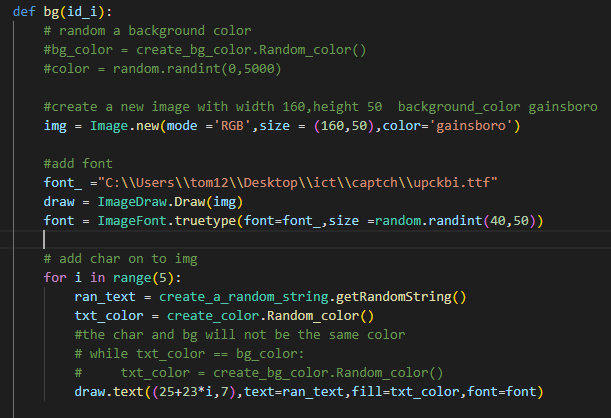 def bg(id_i):
# random a background color
#bg_color = create_bg_color.Random_color()
#color = random.randint(0,5000)
#create a new image with width 160,height 50  background_color gainsboro
img = Image.new(mode ='RGB',size = (160,50),color='gainsboro')
#add font
font_ ="C:\\Users\\tom12\\Desktop\\ict\\captch\\upckbi.ttf"
draw = ImageDraw.Draw(img)
font = ImageFont.truetype(font=font_,size =random.randint(40,50))
# add char on to img
for i in range(5):
ran_text = create_a_random_string.getRandomString()
txt_color = create_color.Random_color()
#the char and bg will not be the same color
# while txt_color == bg_color:
#     txt_color = create_bg_color.Random_color()
draw.text((25+23*i,7),text=ran_text,fill=txt_color,font=font)